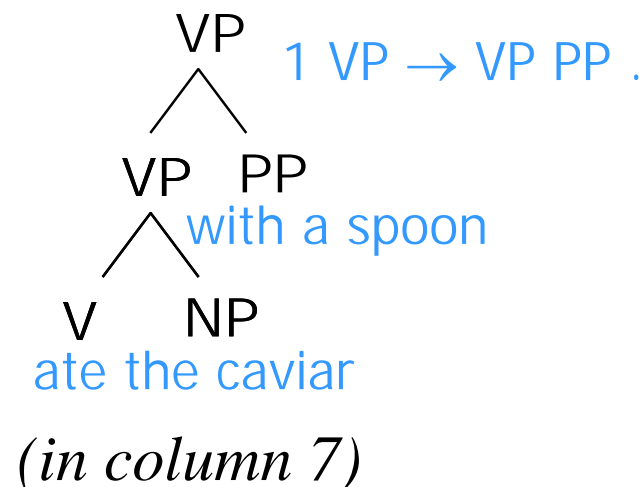 VP
1 VP → VP PP .
VP PP
with a spoon
V NP
ate the caviar
(in column 7)